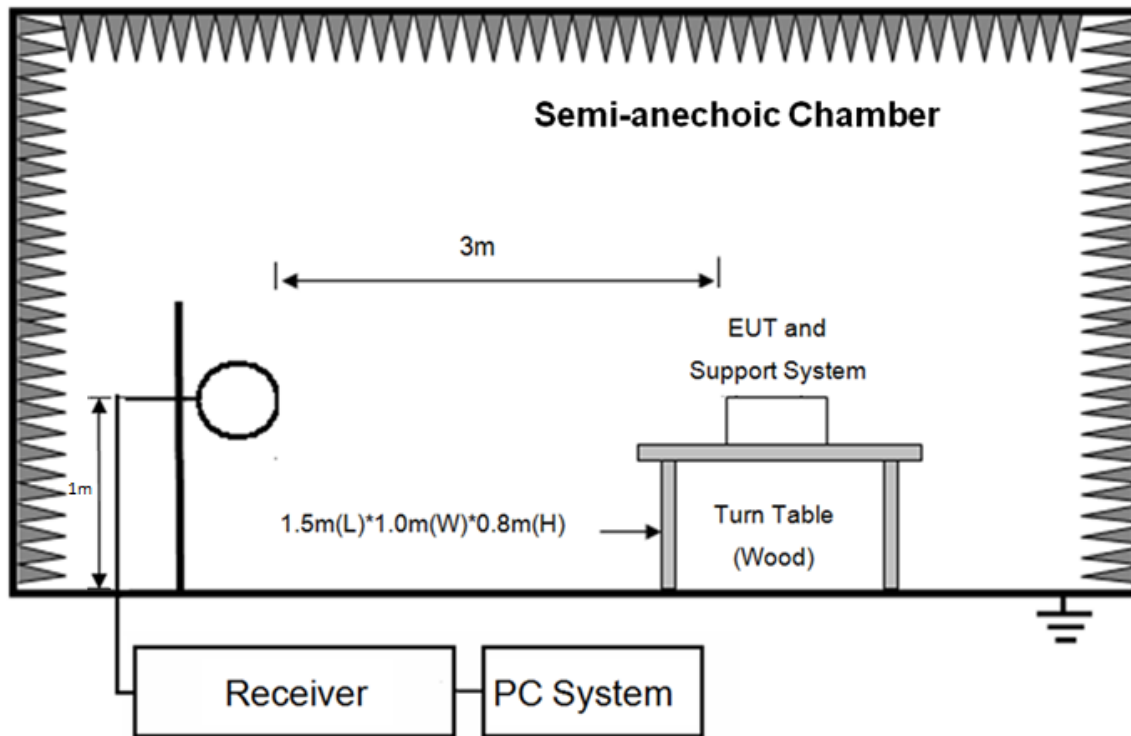 Semi-anechoic Chamber
3m
EUT and
Support System
1m
1.5m(L)*1.0m(W)*0.8m(H)
Turn Table
(Wood)
Receiver
PC System